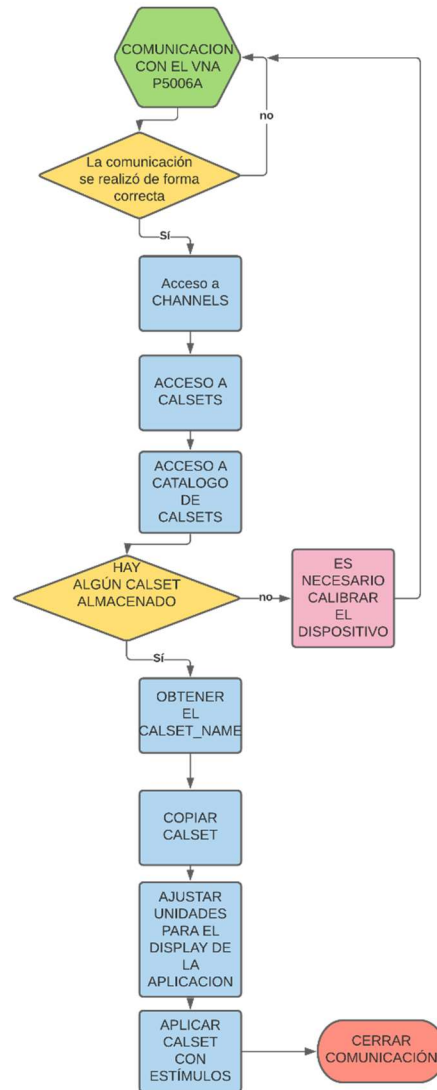 COMUNICACION
CON EL VNA
P5006A
no
La comunicación
se realizó de forma
correcta
Sí
Acceso a
CHANNELS
ACCESO A
CALSETS
ACCESO A
CATALOGO
DE
CALSETS
HAY
ALGÚN CALSET
ALMACENADO
no
ES
NECESARIO
CALIBRAR
EL
DISPOSITIVO
Sí
OBTENER
EL
CALSET_NAME
COPIAR
CALSET
AJUSTAR
UNIDADES
PARA EL
DISPLAY DE
LA
APLICACION
APLICAR
CALSET
CON
ESTÍMULOS
CERRAR
COMUNICACIÓN